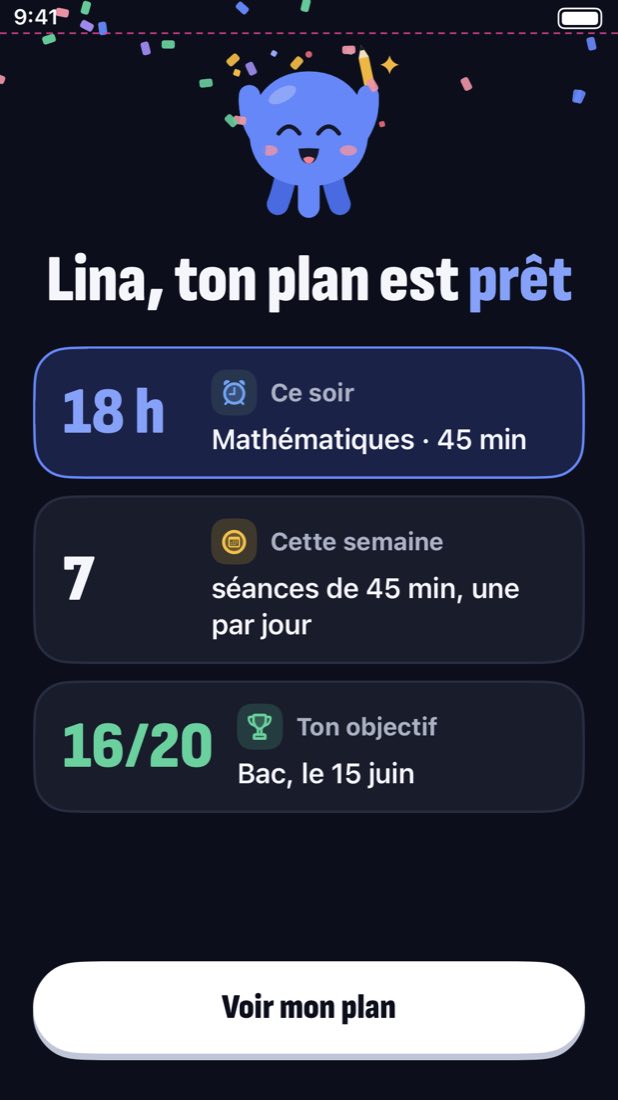 9:41
Lina, ton plan est prêt
18 h
Ce soir
Mathématiques · 45 min
7
Cette semaine
séances de 45 min, une
par jour
16/20
Ton objectif
Bac, le 15 juin
Voir mon plan